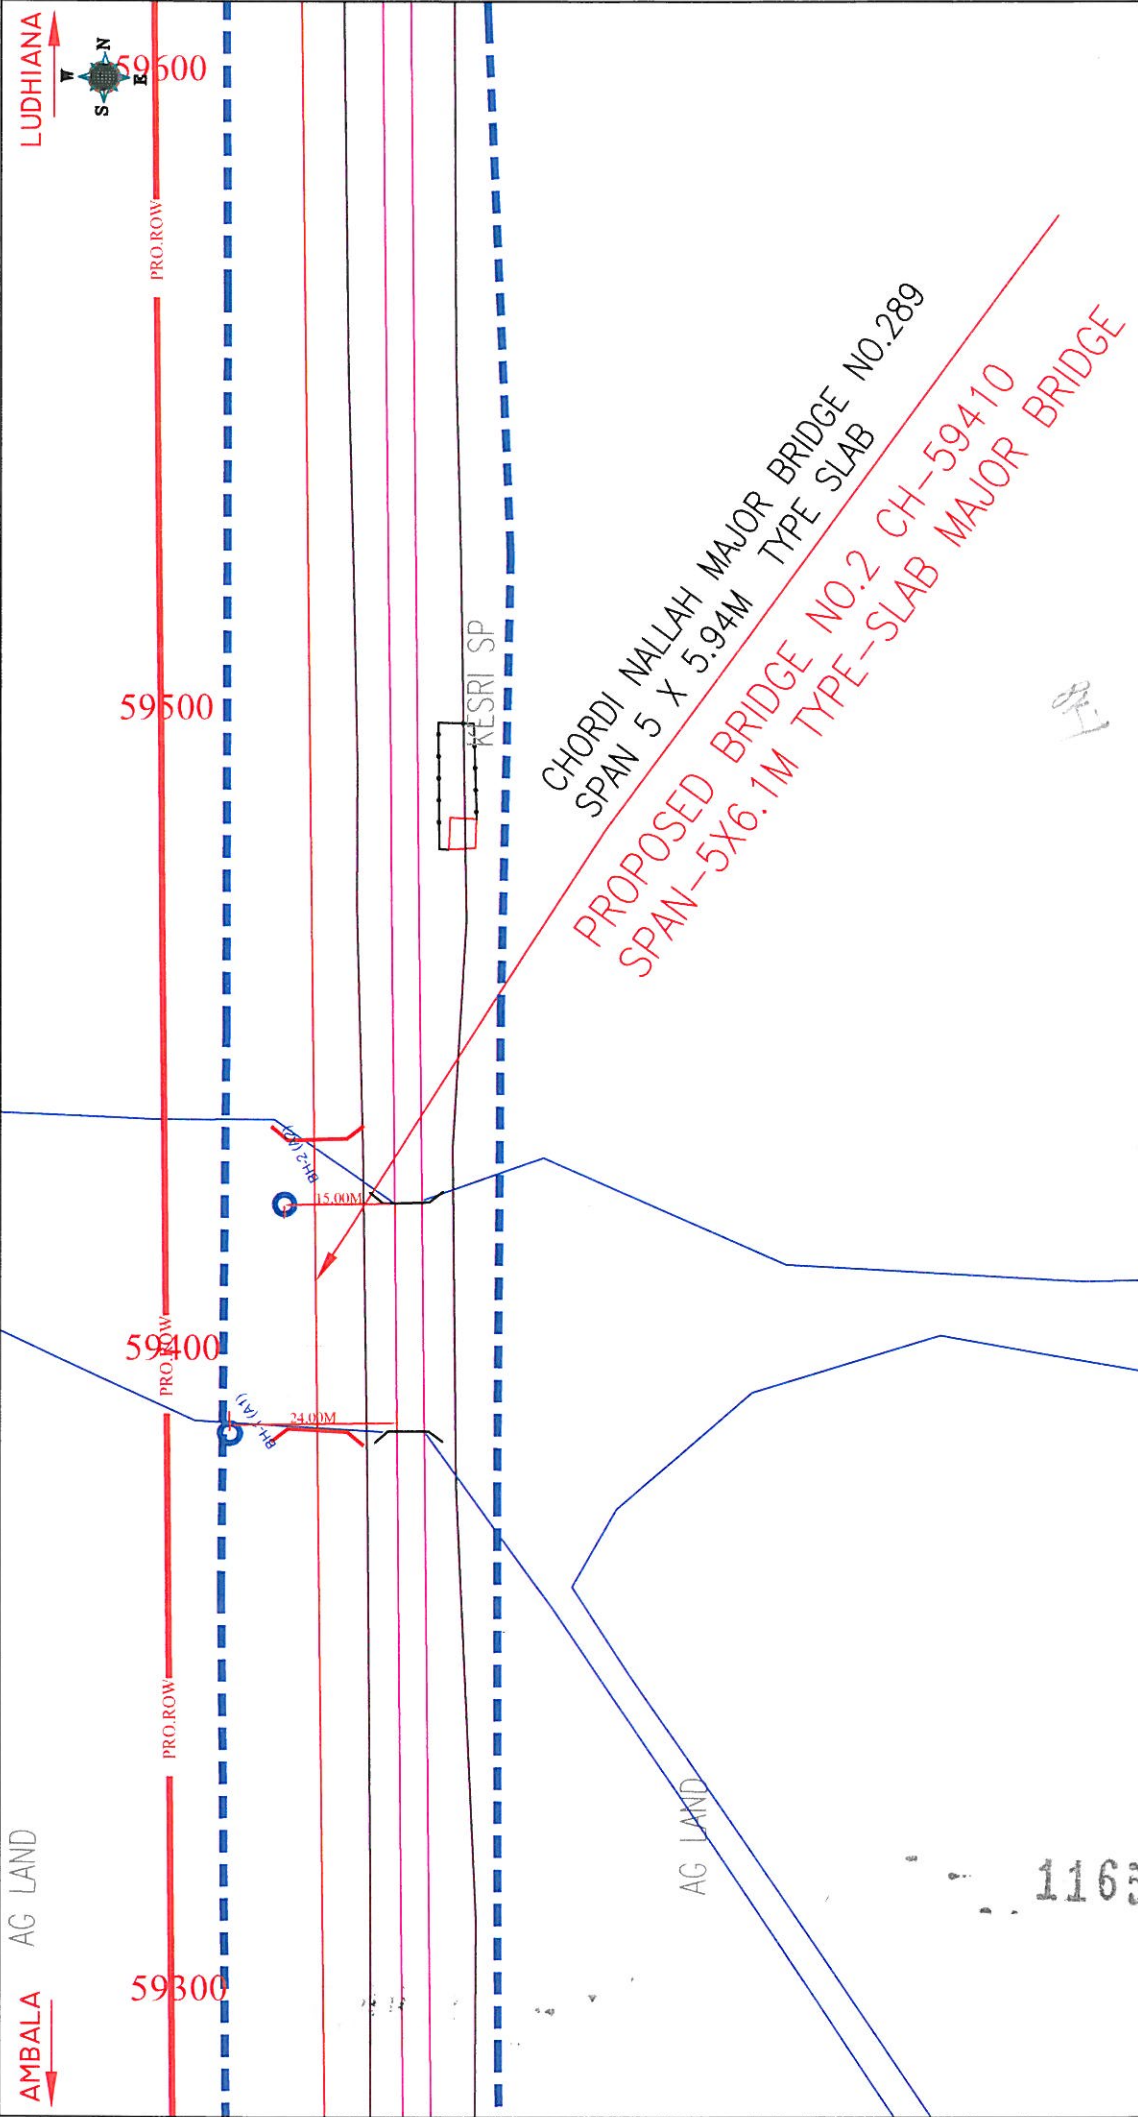 LUDHIANA
N
W
E
S
59600
PRO.ROW
CHORDI NALLAH MAJOR BRIDGE NO.289
SPAN 5 X 5.94M TYPE SLAB
PROPOSED BRIDGE NO.2 CH-59410
SPAN-5X6.1M TYPE-SLAB MAJOR BRIDGE
KESRI SP
59500
BH-2 (A2)
15.00M
59400
PRO.ROW
BH-1 (A1)
24.00M
PRO.ROW
AG LAND
AG LAND
59300
AMBALA